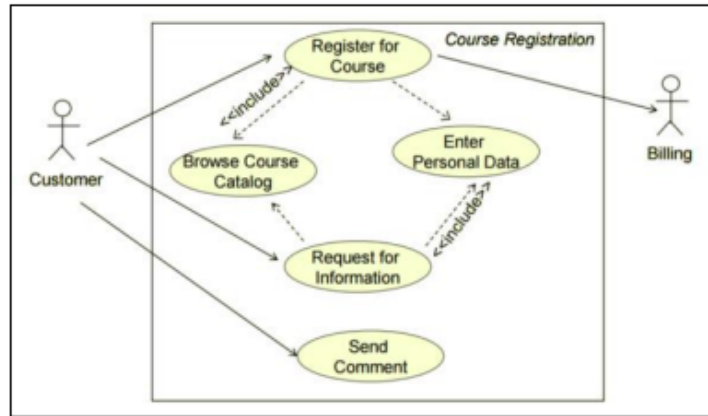 Register for
Course
Course Registration
<<include>>
Customer
Browse Course
Catalog
Enter
Personal Data
Billing
<<include>>
Request for
Information
Send
Comment